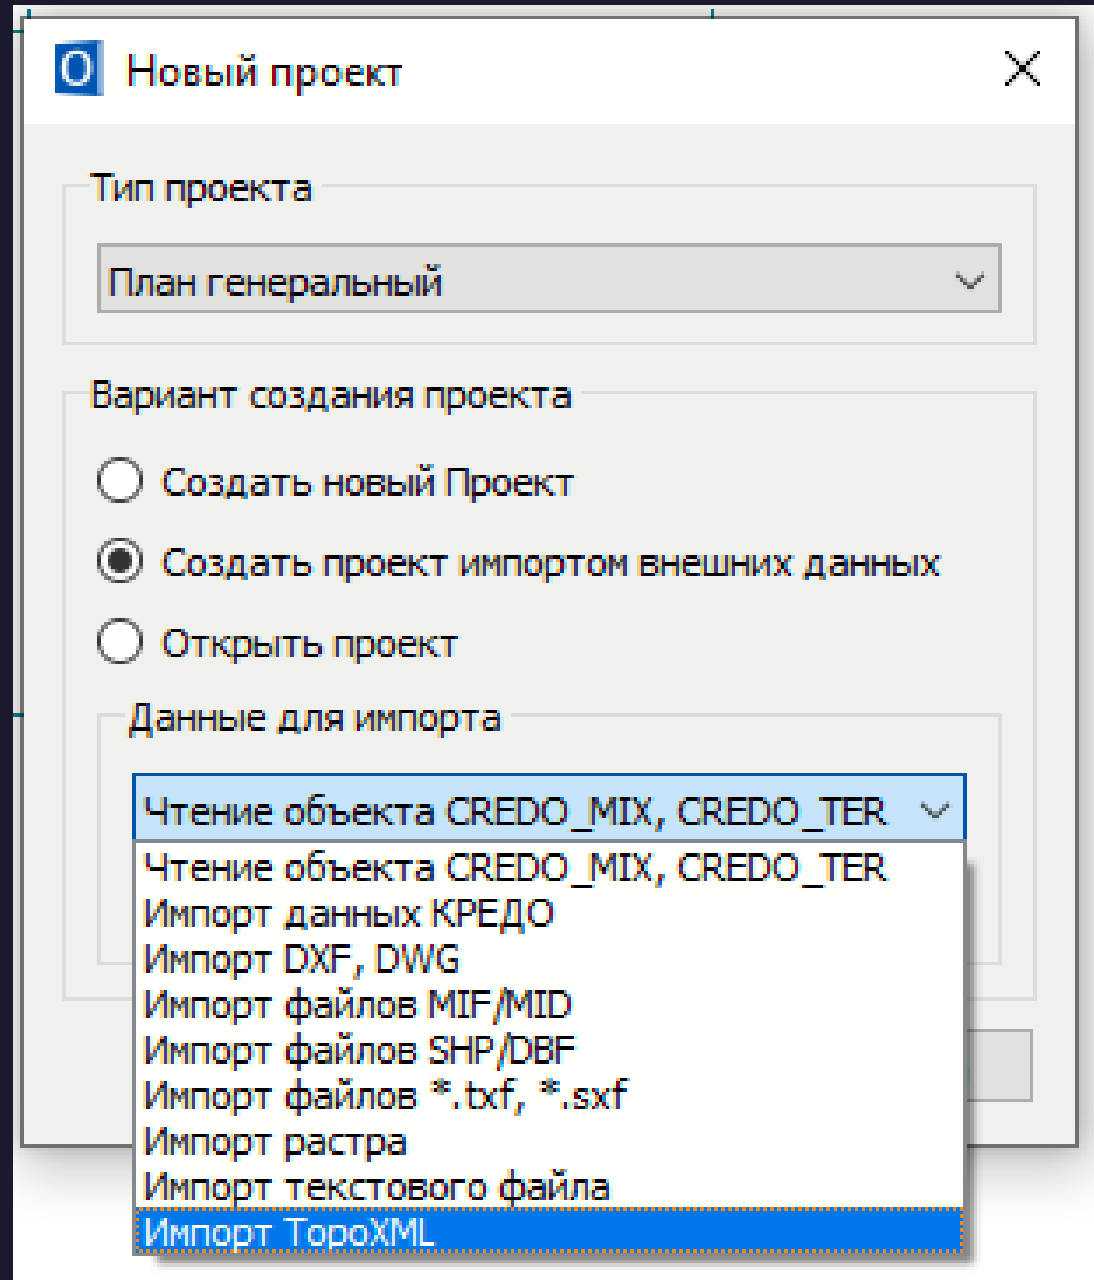 Новый проект
Тип проекта
План генеральный
Вариант создания проекта
Создать новый Проект
Создать проект импортом внешних данных
Открыть проект
Данные для импорта
Чтение объекта CREDO_MIX, CREDO_TER
Чтение объекта CREDO_MIX, CREDO_TER
Импорт данных КРЕДО
Импорт DXF, DWG
Импорт файлов MIF/MID
Импорт файлов SHP/DBF
Импорт файлов *.txf, *.sxf
Импорт растра
Импорт текстового файла
Импорт TopoXML